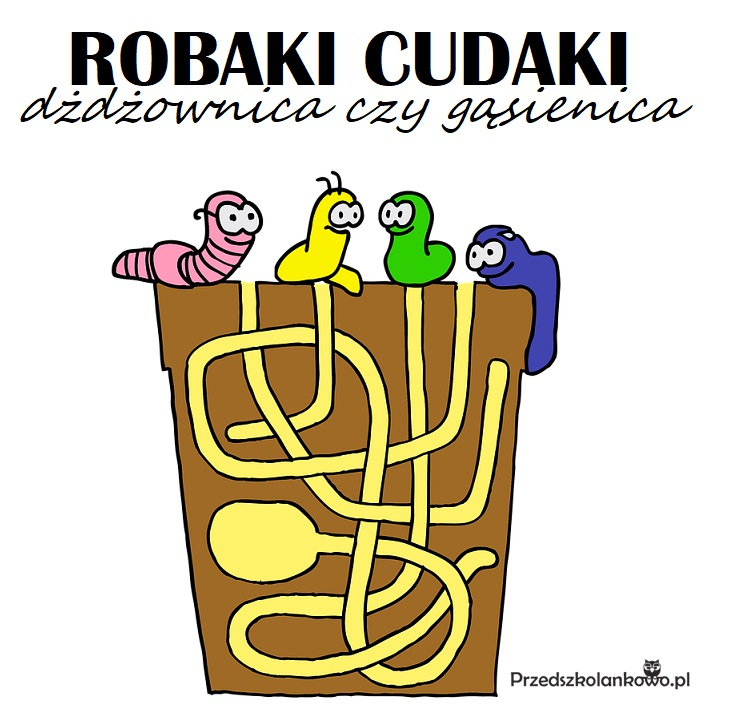 ROBAKI CUDAKI
dżdżownica czy gąsienica
Przedszkolankowo.pl